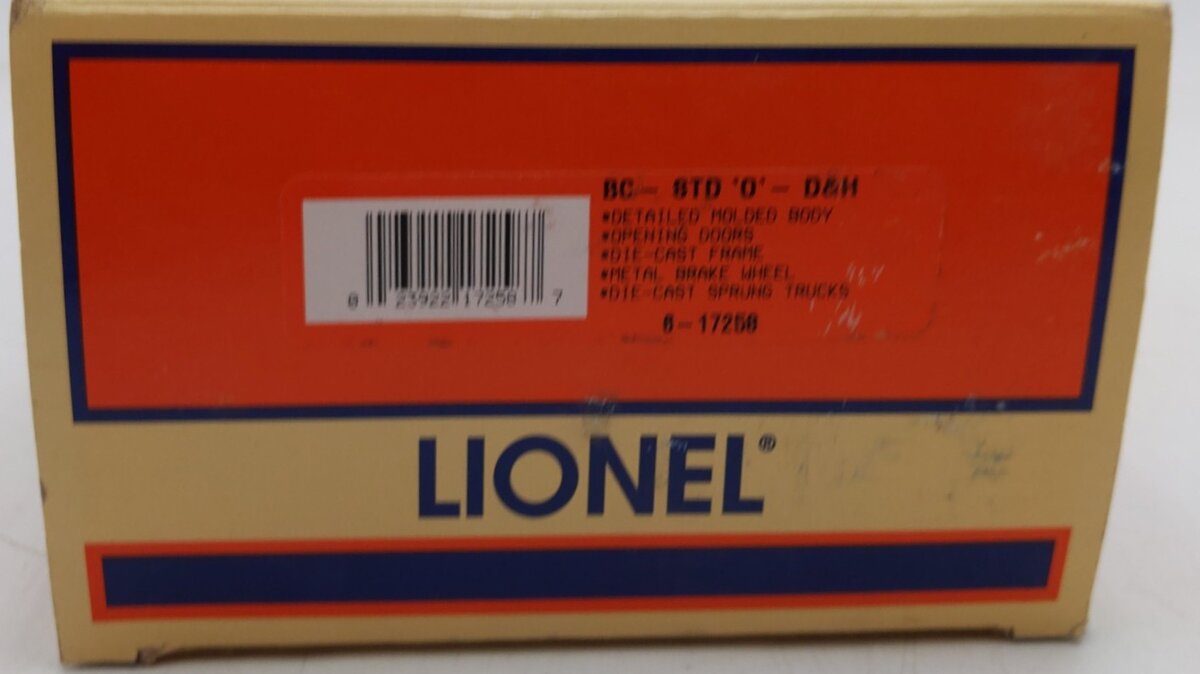 BC- STD 'O'- D&H
*DETAILED MOLDED BODY
*OPENING DOORS
*DIE-CAST FRAME
*METAL BRAKE WHEEL
*DIE-CAST SPRUNG TRUCKS
6-17258
0 23922 17258 7
LIONEL®